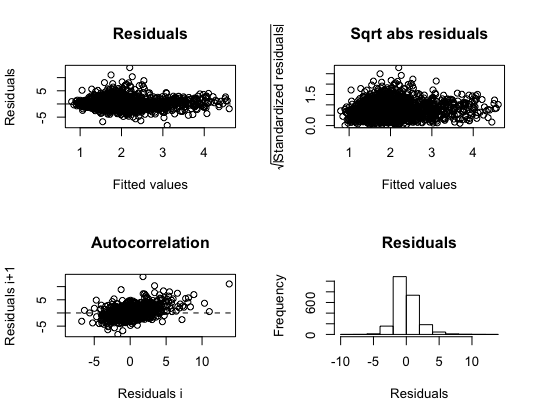 Residuals
Residuals
5
-5
1 2 3 4
Fitted values
Sqrt abs residuals
√|Standardized residuals|
1.5
0.0
1 2 3 4
Fitted values
Autocorrelation
Residuals i+1
5
-5
-5 0 5 10
Residuals i
Residuals
Frequency
600
0
-10 -5 0 5 10
Residuals